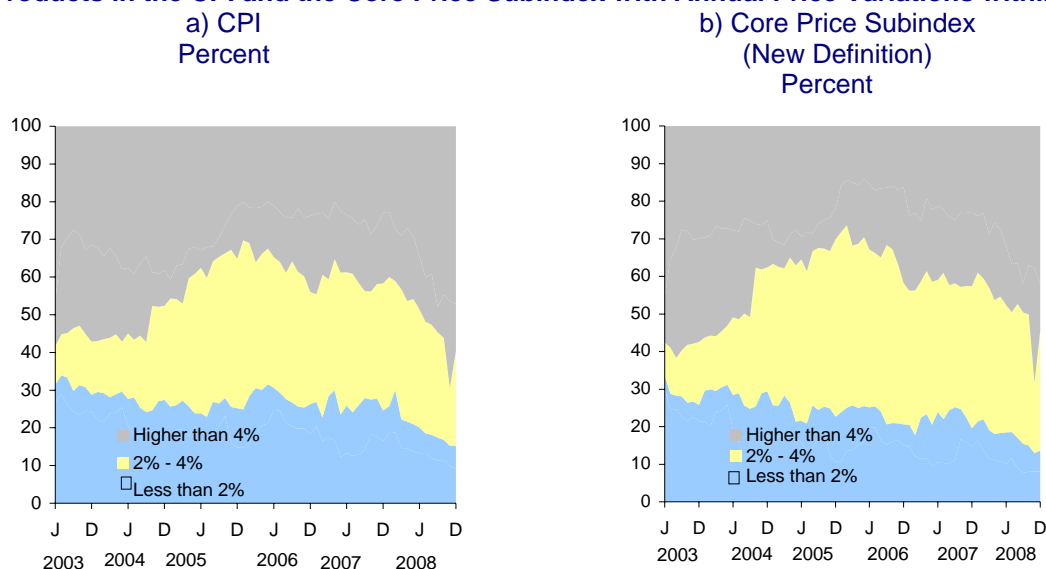 a) CPI
Percent
100
90
80
70
60
50
40
30
20
10
0
Higher than 4%
2% - 4%
Less than 2%
J D J D J D J D J D J D
2003 2004 2005 2006 2007 2008
b) Core Price Subindex
(New Definition)
Percent
100
90
80
70
60
50
40
30
20
10
0
Higher than 4%
2% - 4%
Less than 2%
J D J D J D J D J D J D
2003 2004 2005 2006 2007 2008